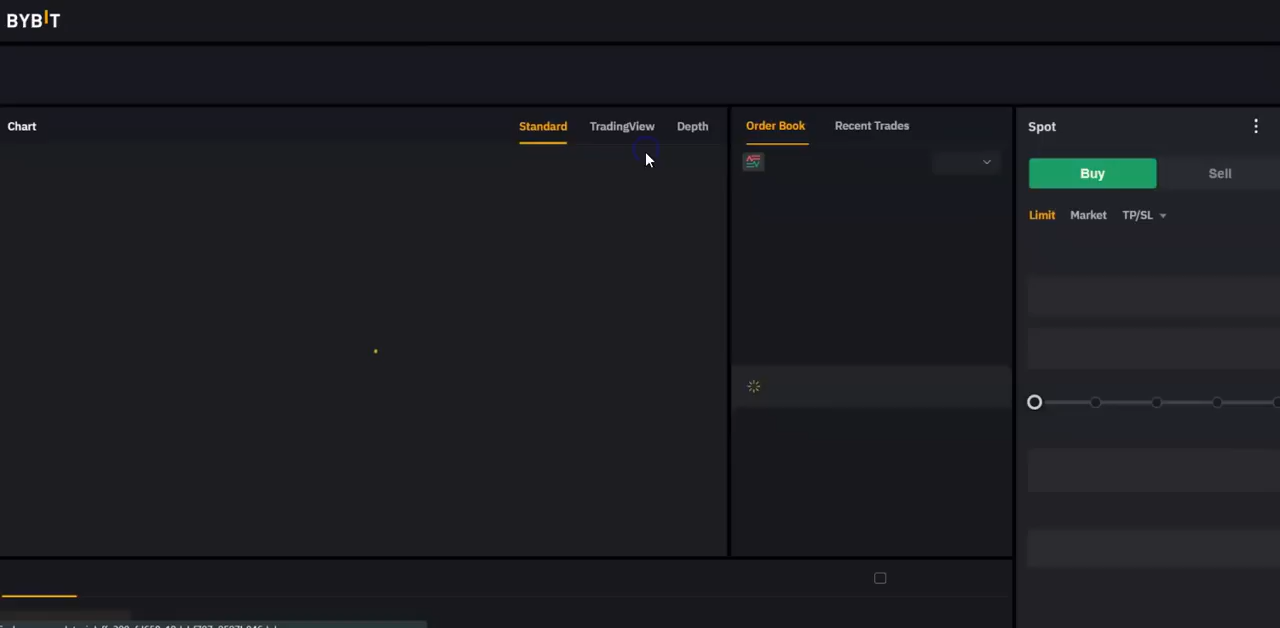 BYBIT
Chart
Standard
TradingView
Depth
Order Book
Recent Trades
Spot
Buy
Sell
Limit
Market
TP/SL